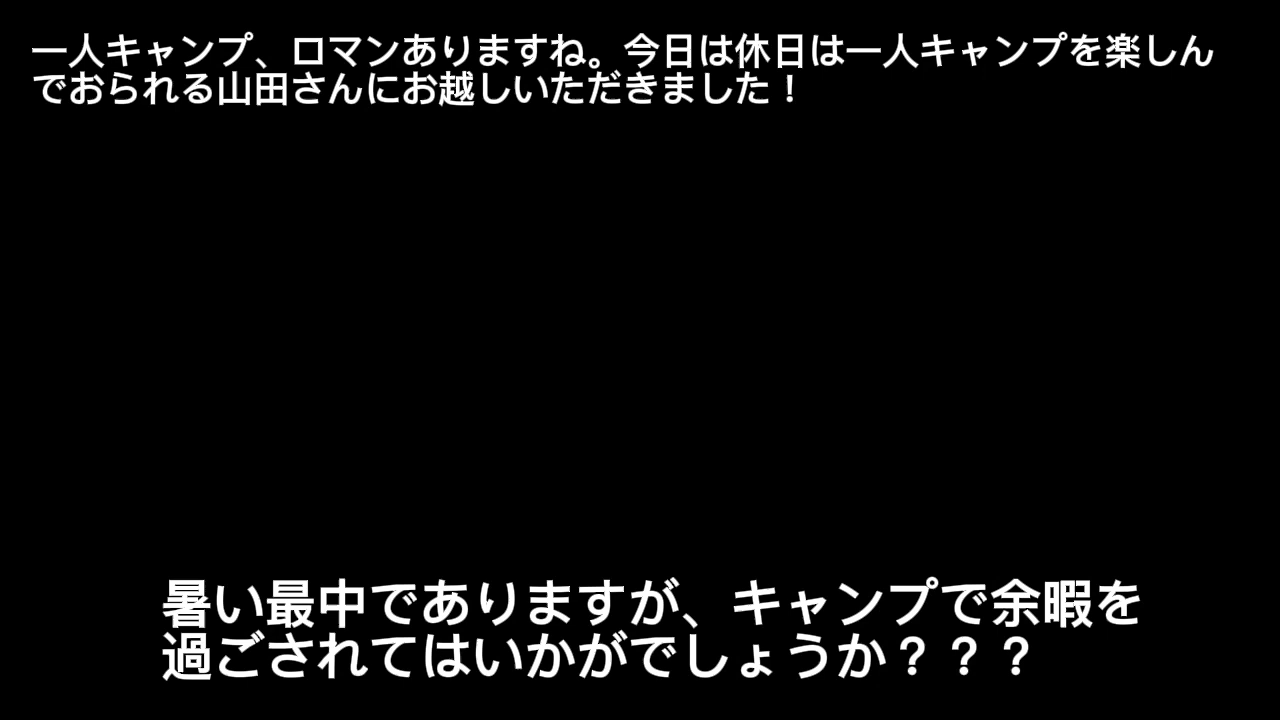 一人キャンプ、ロマンありますね。今日は休日は一人キャンプを楽しん
でおられる山田さんにお越しいただきました！
暑い最中でありますが、キャンプで余暇を
過ごされてはいかがでしょうか？？？